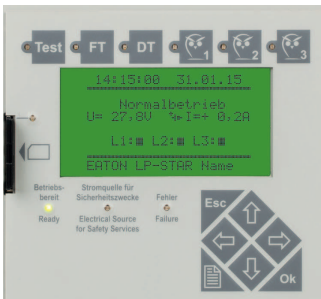 Test FT DT 1 2 3
14:15:00 31.01.15
Normalbetrieb
U= 27,8V I=+ 0,2A
L1: L2: L3:
EATON LP-STAR Name
Betriebs-
bereit
Ready
Stromquelle für
Sicherheitszwecke
Electrical Source
for Safety Services
Fehler
Failure
Esc
Ok